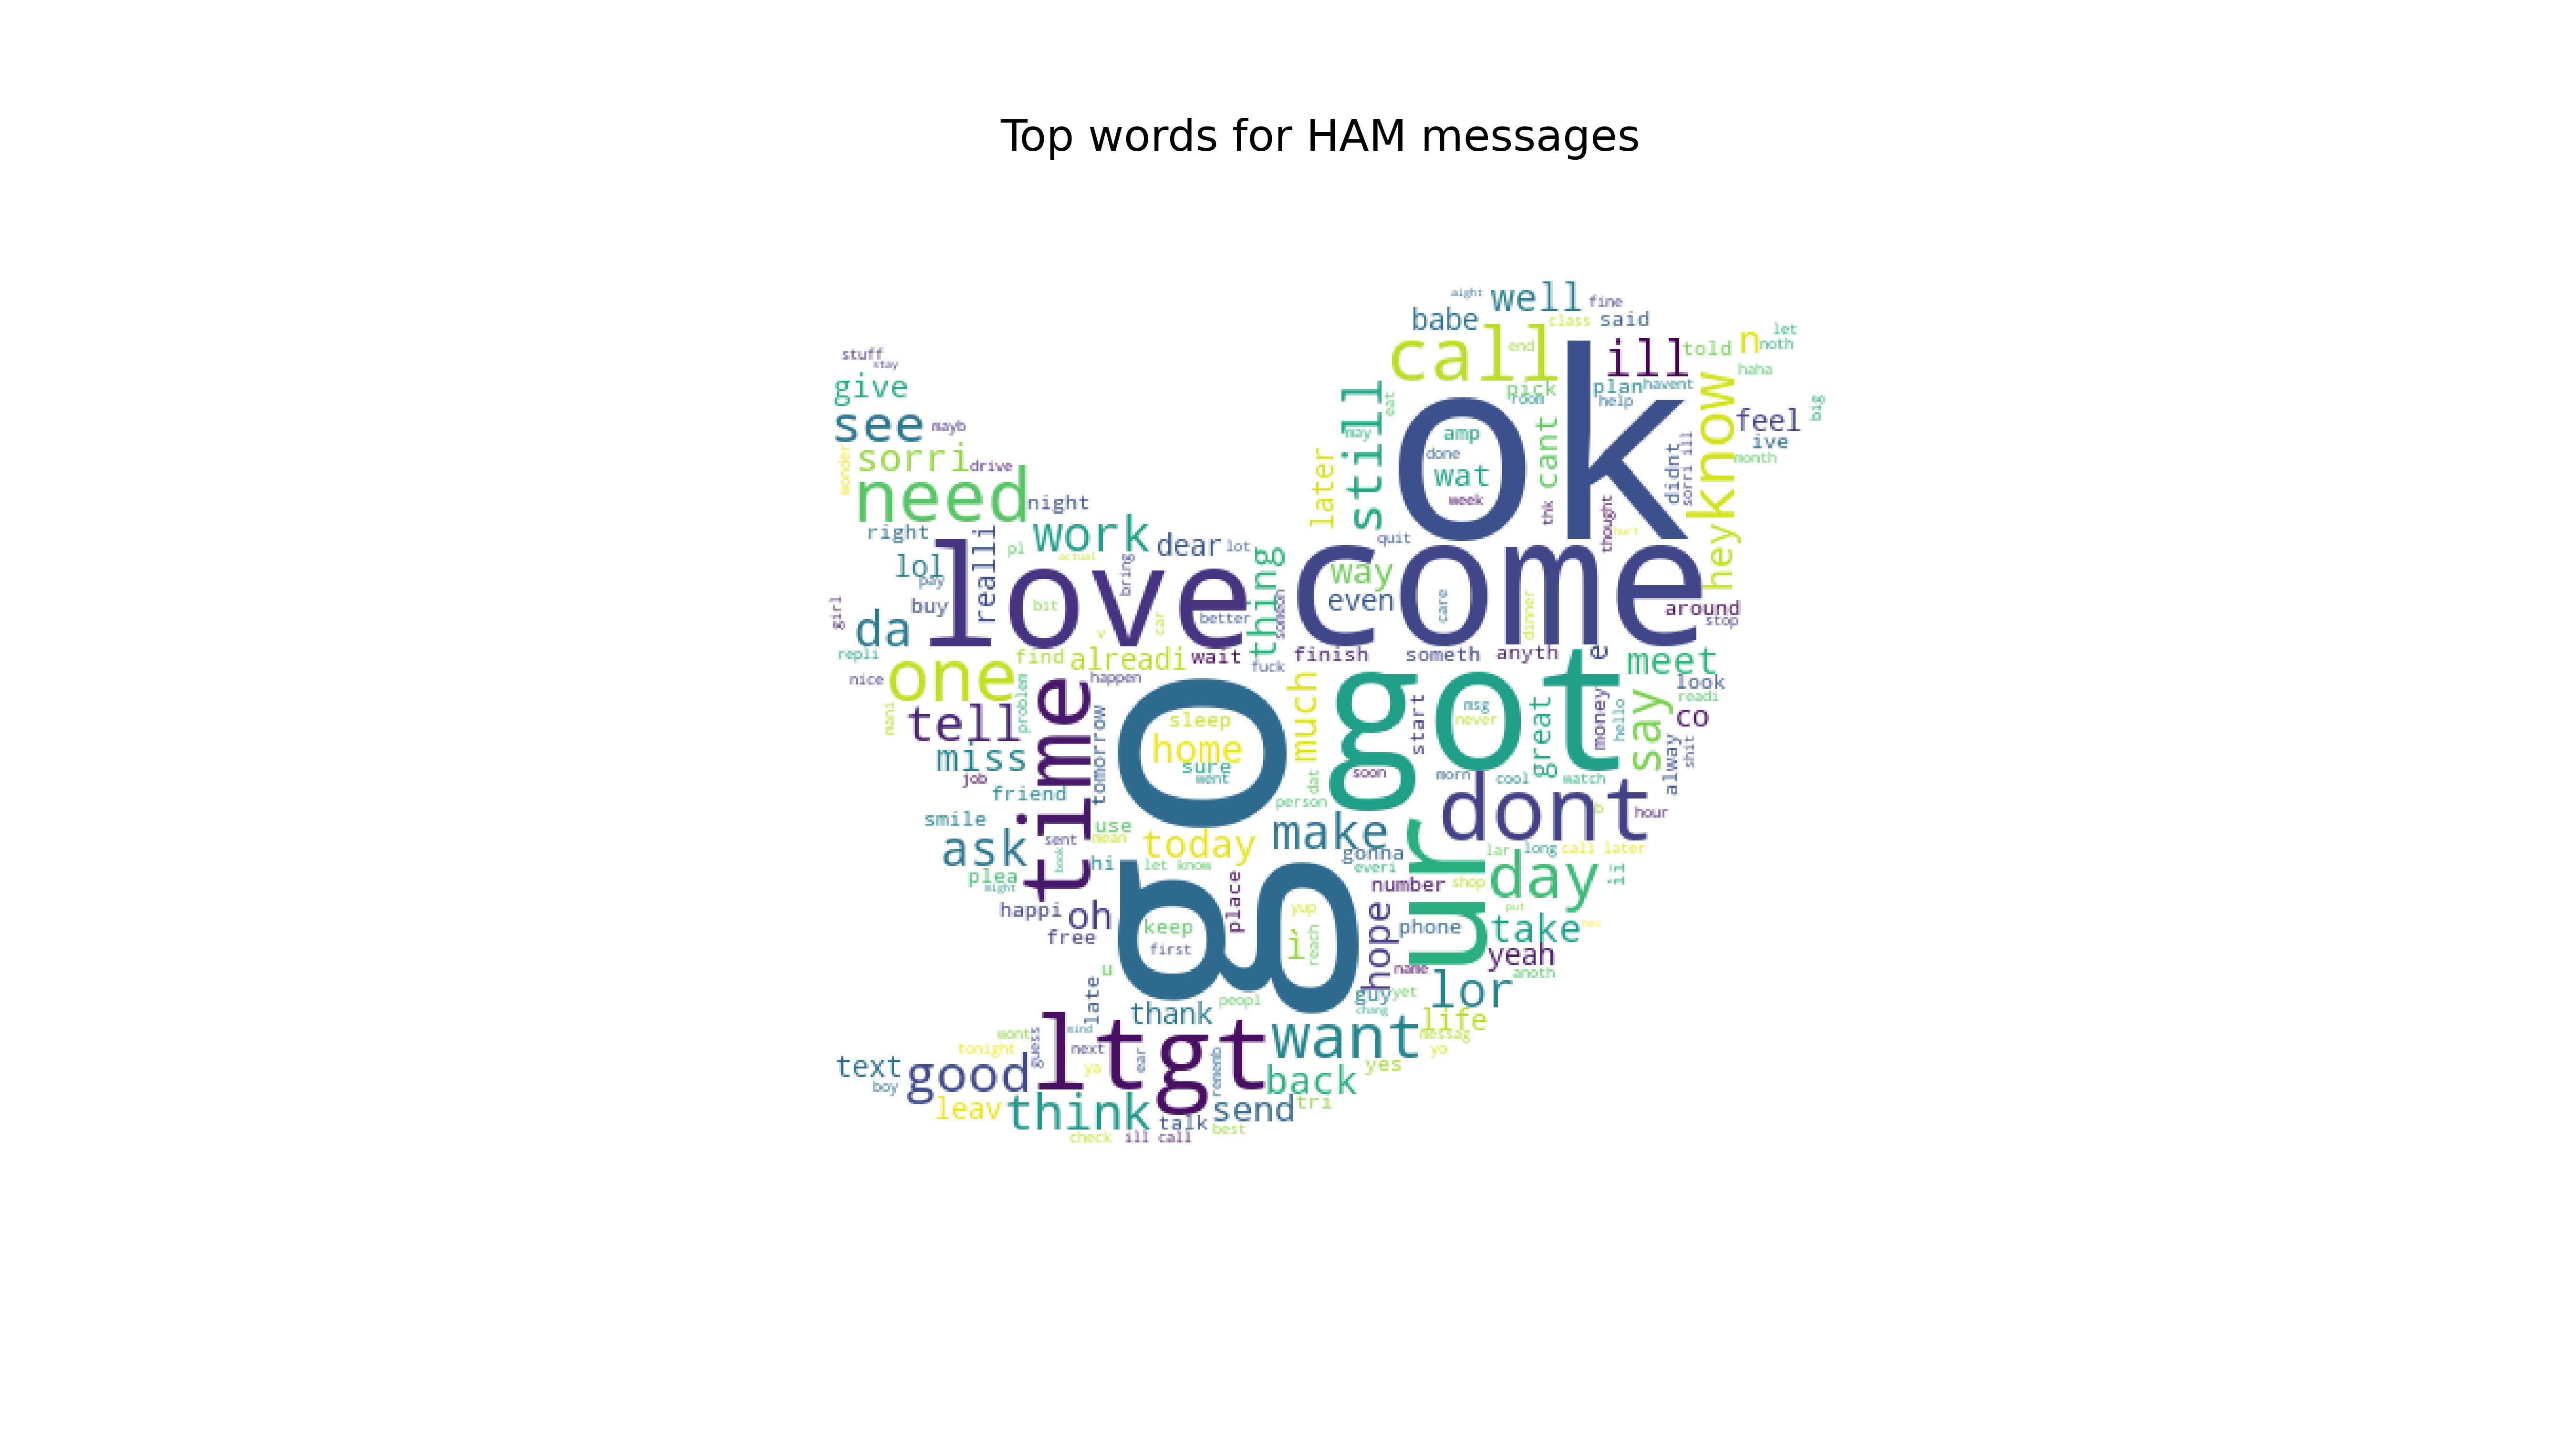 Top words for HAM messages
aight
well
fine
babe
class
said
let
call
end
ill
told
n
noth
stuff
stay
haha
give
pick
plan
havent
room
help
ok
know
big
see
mayb
still
eat
may
amp
cant
feel
ive
month
wonder
sorri
drive
later
done
wat
week
didnt
sorri ill
need
night
thk
thought
hurt
right
realli
pl
work
dear
lot
quit
hey
actual
lol
pay
love
bring
thing
come
way
buy
bit
better
someon
even
care
dinner
around
stop
girl
da
v
car
repli
nice
one
find
alreadi
wait
fuck
finish
someth
anyth
e
meet
happen
look
readi
mani
tell
problem
time
tomorrow
go
sleep
home
sure
went
much
got
start
msg
never
great
money
hello
say
co
alway
shit
miss
job
friend
dat
person
soon
morn
cool
watch
dont
b
hour
smile
ask
sent
use
mean
today
make
gonna
ur
lar
long
call later
plea
might
book
hi
let know
everi
number
shop
day
ii
happi
oh
free
keep
first
place
yup
ì
reach
hope
phone
put
take
hes
yeah
u
late
name
anoth
lor
thank
peopl
guy
yet
chang
life
messag
yo
wont
tonight
guess
mind
next
ya
ltgt
ear
rememb
want
yes
text
boy
good
back
leav
think
talk
send
tri
check
ill call
best